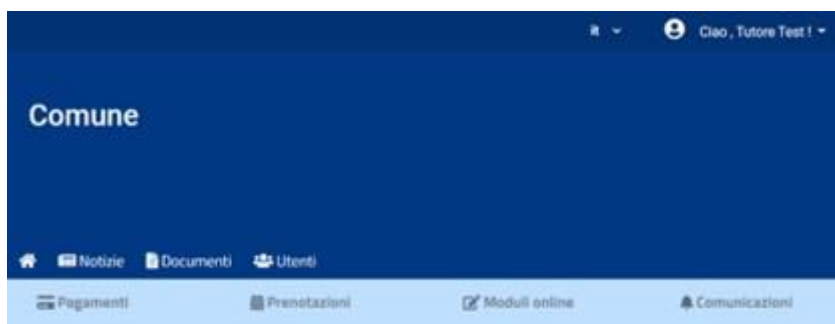 it Ciao , Tutore Test !
Comune
Notizie Documenti Utenti
Pagamenti Prenotazioni Moduli online Comunicazioni